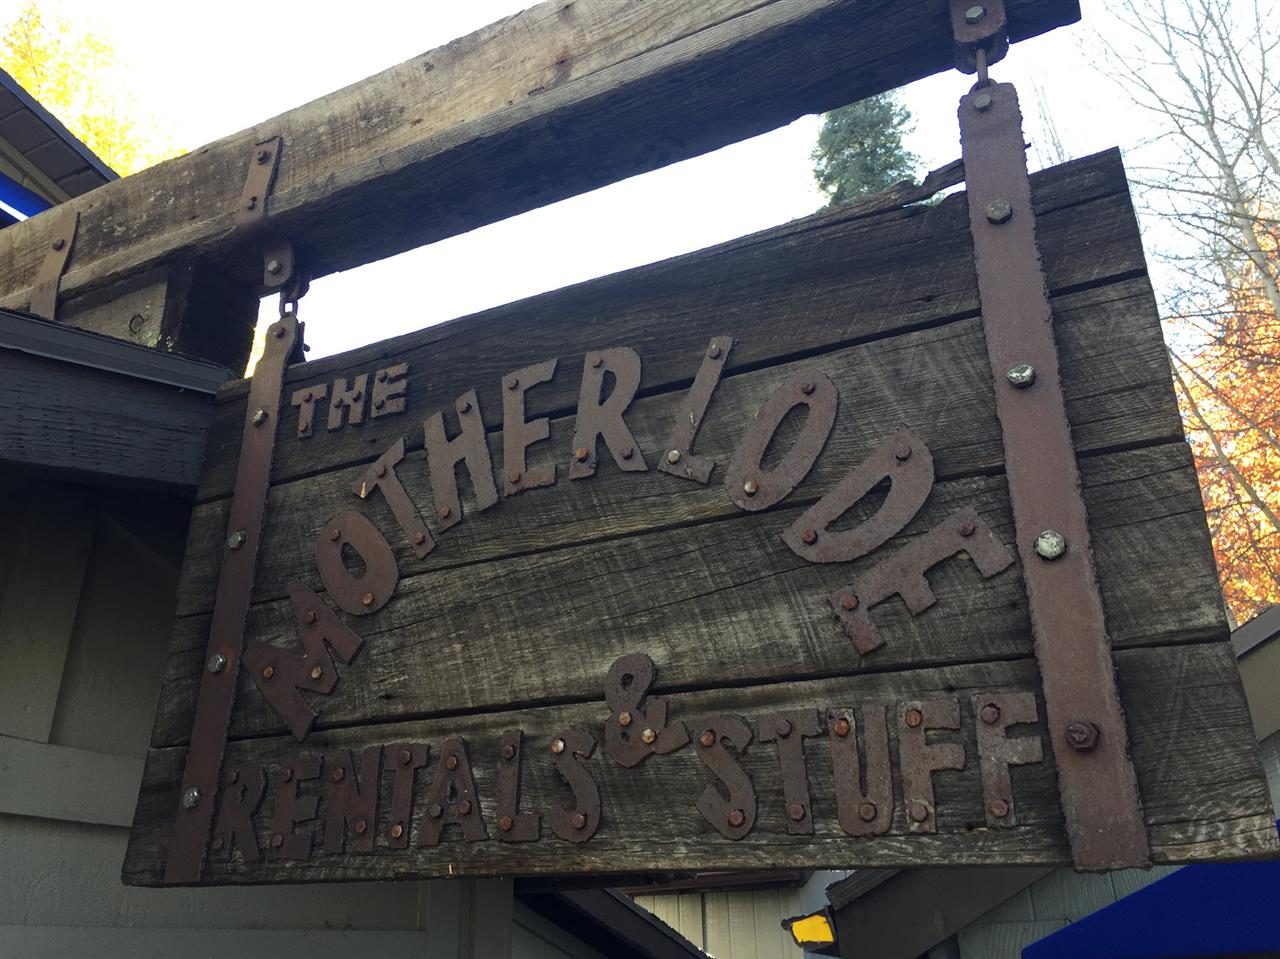 THE
MOTHERLODE
RENTALS & STUFF